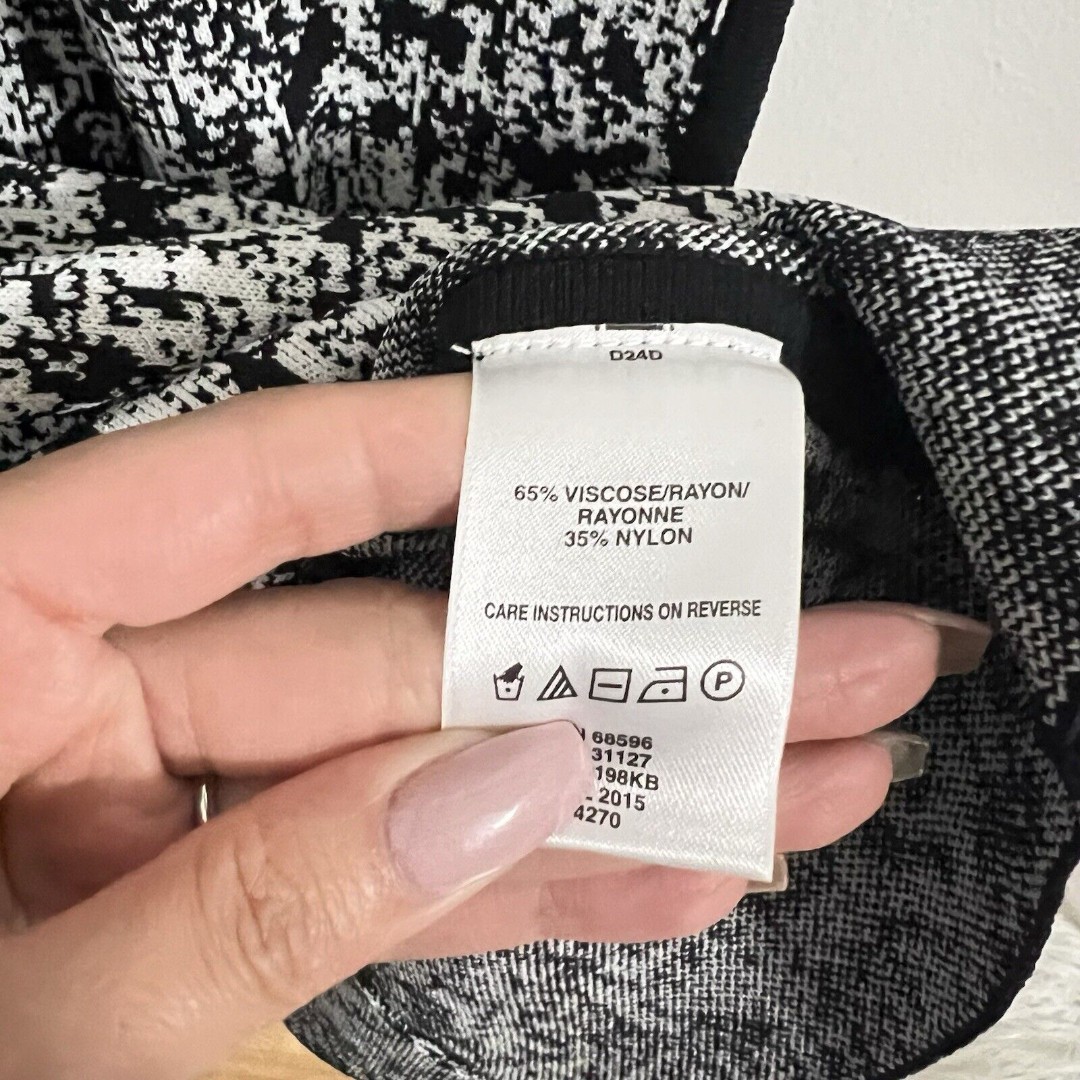 D24D
65% VISCOSE/RAYON/
RAYONNE
35% NYLON
CARE INSTRUCTIONS ON REVERSE
P
68596
31127
198KB
- 2015
4270